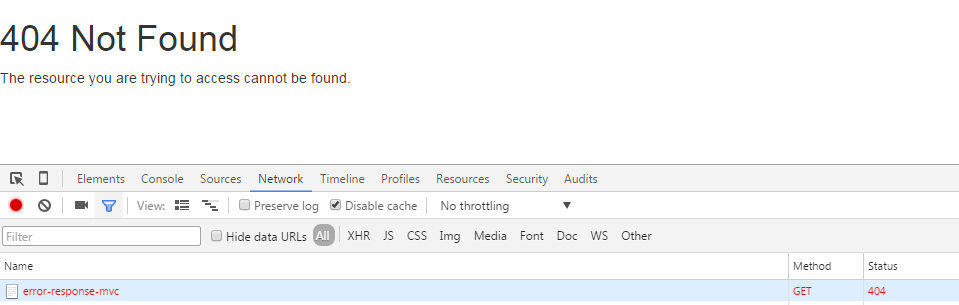 404 Not Found
The resource you are trying to access cannot be found.
Elements Console Sources Network Timeline Profiles Resources Security Audits
View: Preserve log Disable cache No throttling
Filter Hide data URLs All XHR JS CSS Img Media Font Doc WS Other
Name Method Status
error-response-mvc GET 404